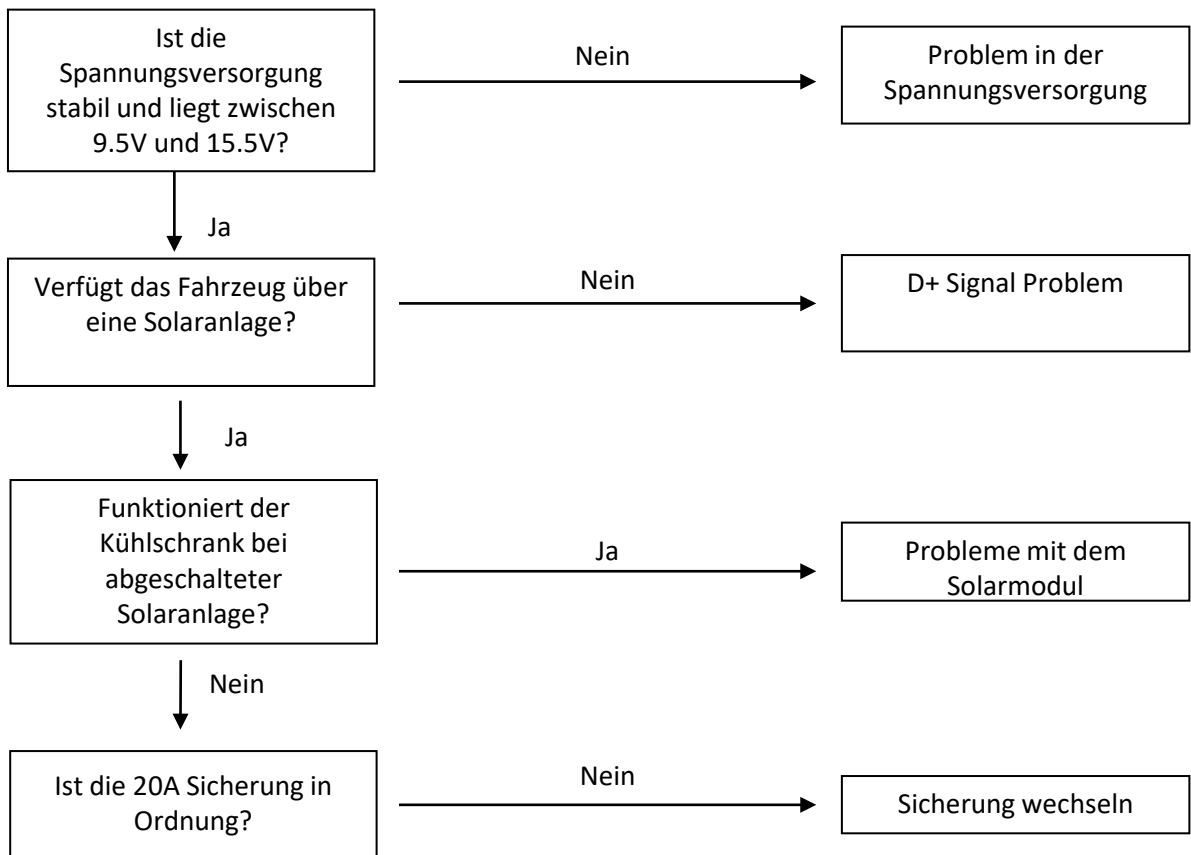 Ist die
Spannungsversorgung
stabil und liegt zwischen
9.5V und 15.5V?
Nein
Problem in der
Spannungsversorgung
Ja
Verfügt das Fahrzeug über
eine Solaranlage?
Nein
D+ Signal Problem
Ja
Funktioniert der
Kühlschrank bei
abgeschalteter
Solaranlage?
Ja
Probleme mit dem
Solarmodul
Nein
Ist die 20A Sicherung in
Ordnung?
Nein
Sicherung wechseln